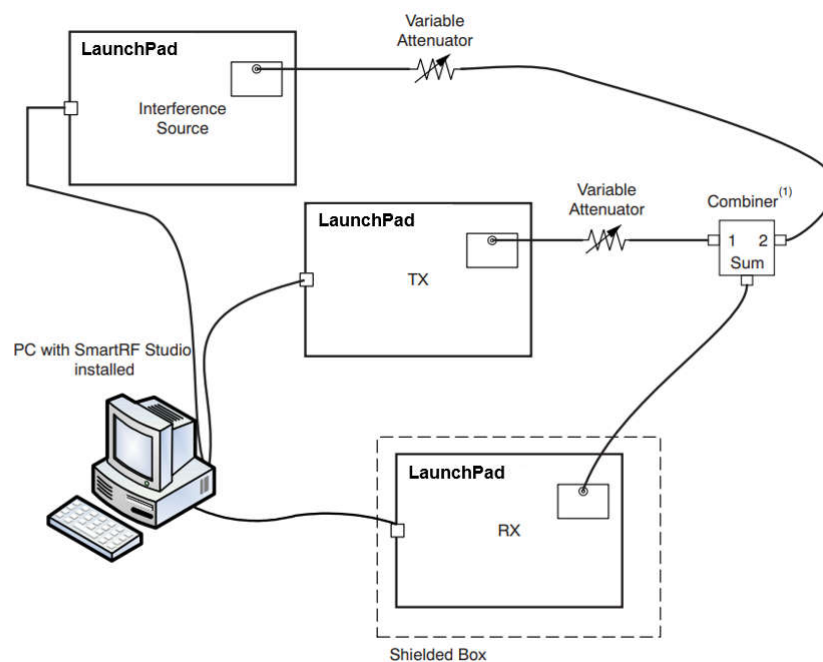 Variable
Attenuator
LaunchPad
Interference
Source
Variable
Attenuator
Combiner(1)
LaunchPad
1 2
Sum
TX
PC with SmartRF Studio
installed
LaunchPad
RX
Shielded Box